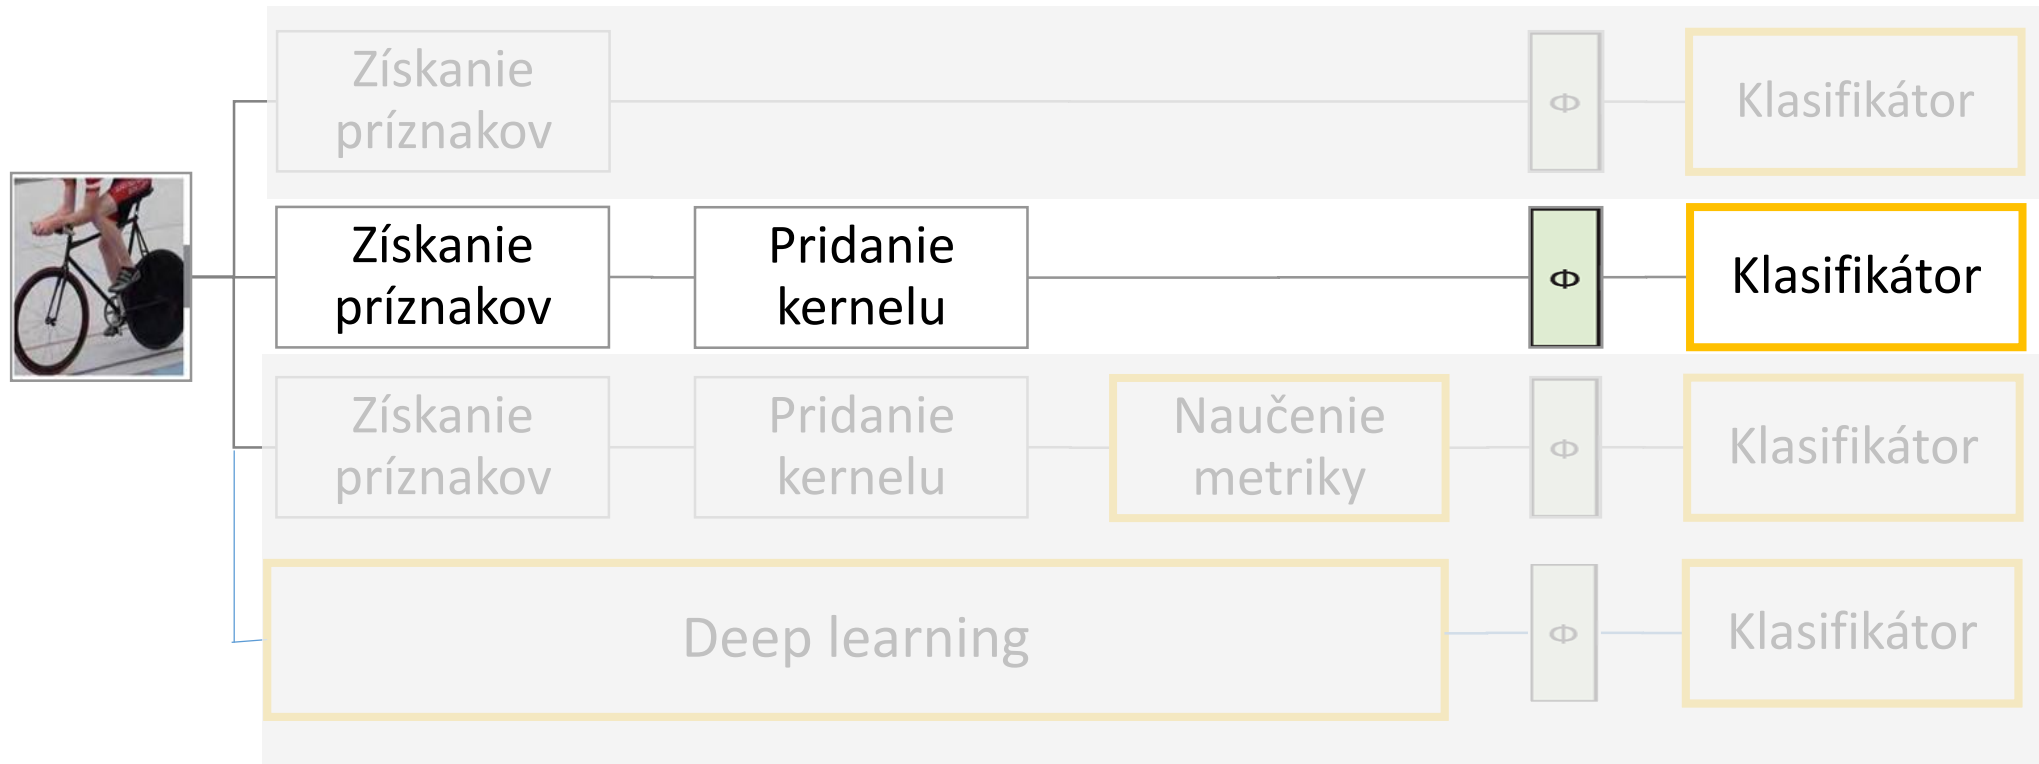 Získanie
príznakov
Φ
Klasifikátor
Získanie
príznakov
Pridanie
kernelu
Φ
Klasifikátor
Získanie
príznakov
Pridanie
kernelu
Naučenie
metriky
Φ
Klasifikátor
Deep learning
Φ
Klasifikátor